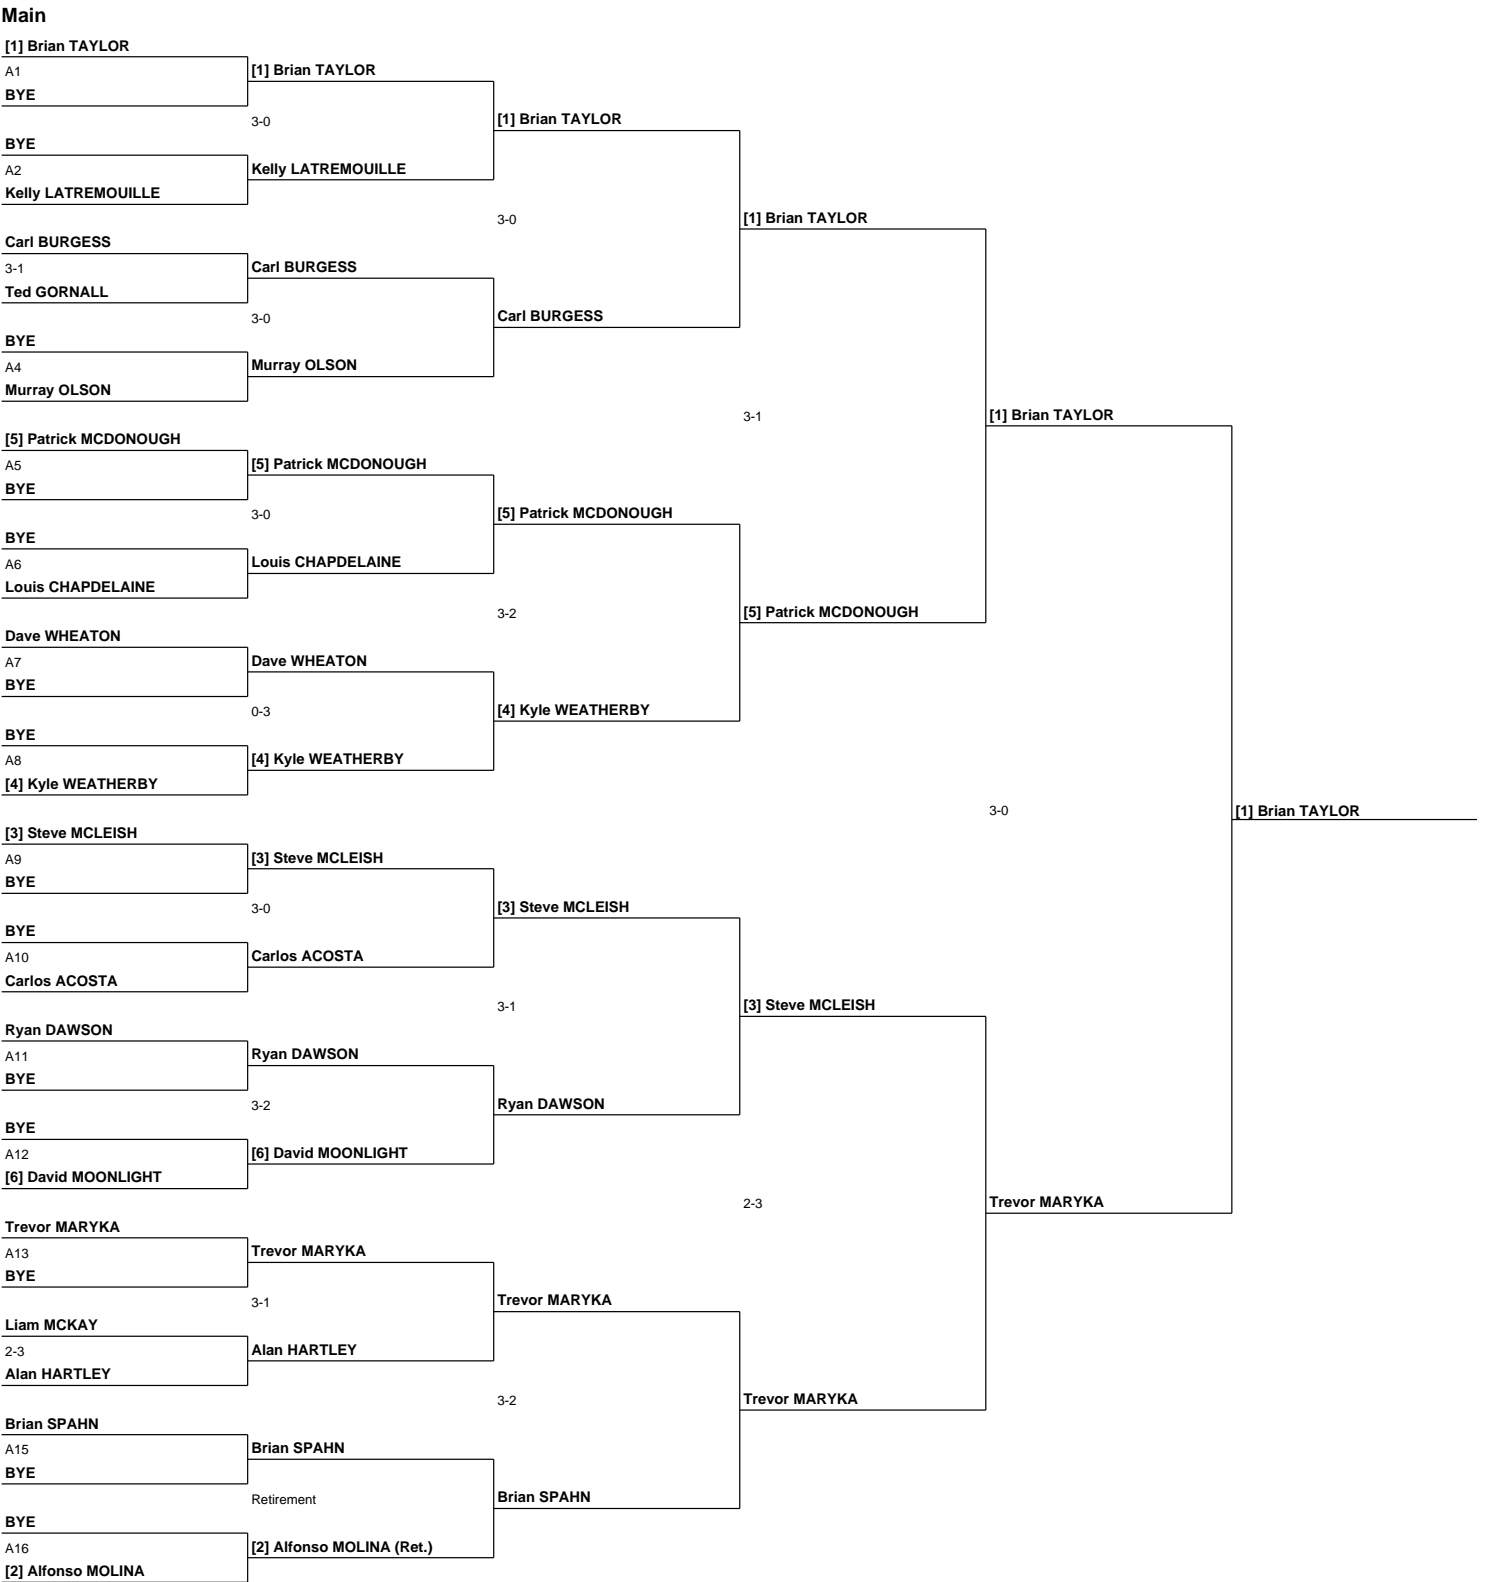 Main
[1] Brian TAYLOR
A1
[1] Brian TAYLOR
BYE
3-0
[1] Brian TAYLOR
BYE
A2
Kelly LATREMOUILLE
Kelly LATREMOUILLE
3-0
[1] Brian TAYLOR
Carl BURGESS
3-1
Carl BURGESS
Ted GORNALL
3-0
Carl BURGESS
BYE
A4
Murray OLSON
Murray OLSON
3-1
[1] Brian TAYLOR
[5] Patrick MCDONOUGH
A5
[5] Patrick MCDONOUGH
BYE
3-0
[5] Patrick MCDONOUGH
BYE
A6
Louis CHAPDELAINE
Louis CHAPDELAINE
3-2
[5] Patrick MCDONOUGH
Dave WHEATON
A7
Dave WHEATON
BYE
0-3
[4] Kyle WEATHERBY
BYE
A8
[4] Kyle WEATHERBY
[4] Kyle WEATHERBY
3-0
[1] Brian TAYLOR
[3] Steve MCLEISH
A9
[3] Steve MCLEISH
BYE
3-0
[3] Steve MCLEISH
BYE
A10
Carlos ACOSTA
Carlos ACOSTA
3-1
[3] Steve MCLEISH
Ryan DAWSON
A11
Ryan DAWSON
BYE
3-2
Ryan DAWSON
BYE
A12
[6] David MOONLIGHT
[6] David MOONLIGHT
2-3
Trevor MARYKA
Trevor MARYKA
A13
Trevor MARYKA
BYE
3-1
Trevor MARYKA
Liam MCKAY
2-3
Alan HARTLEY
Alan HARTLEY
3-2
Trevor MARYKA
Brian SPAHN
A15
Brian SPAHN
BYE
Retirement
Brian SPAHN
BYE
A16
[2] Alfonso MOLINA (Ret.)
[2] Alfonso MOLINA